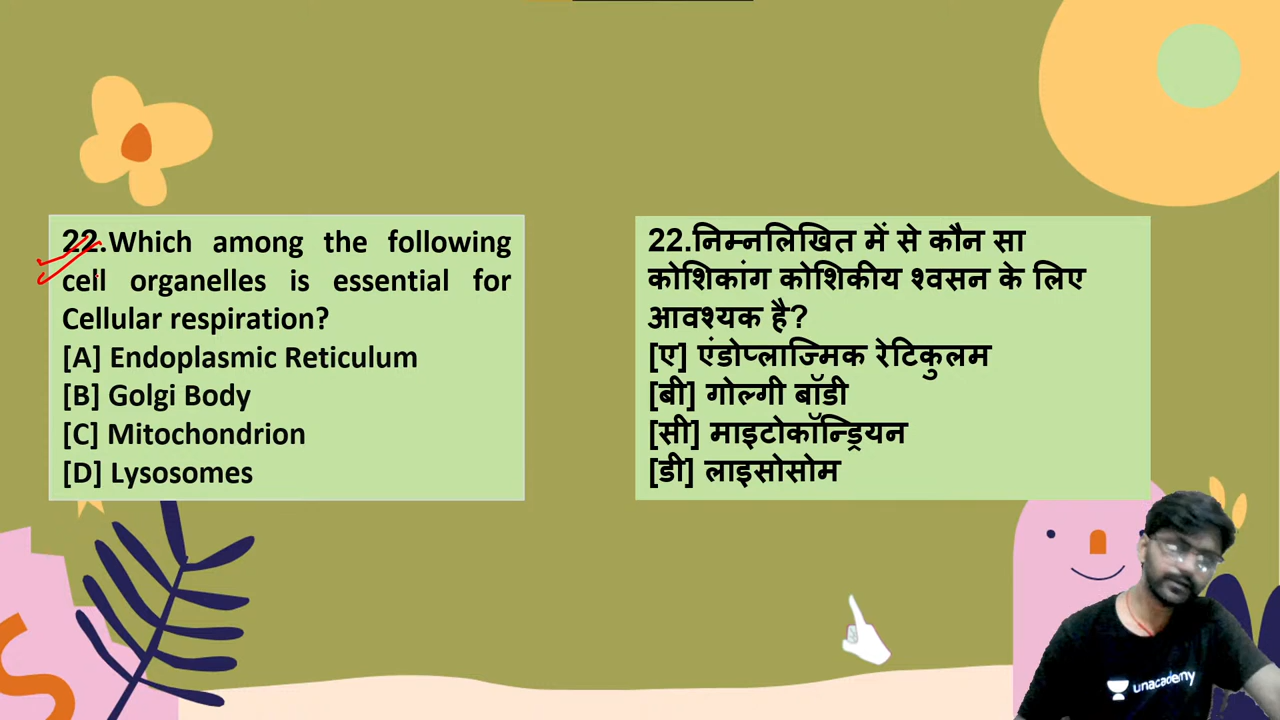 22.Which among the following
cell organelles is essential for
Cellular respiration?
[A] Endoplasmic Reticulum
[B] Golgi Body
[C] Mitochondrion
[D] Lysosomes
22.निम्नलिखित में से कौन सा
कोशिकांग कोशिकीय श्वसन के लिए
आवश्यक है?
[ए] एंडोप्लाज्मिक रेटिकुलम
[बी] गोल्गी बॉडी
[सी] माइटोकॉन्ड्रियन
[डी] लाइसोसोम
unacademy